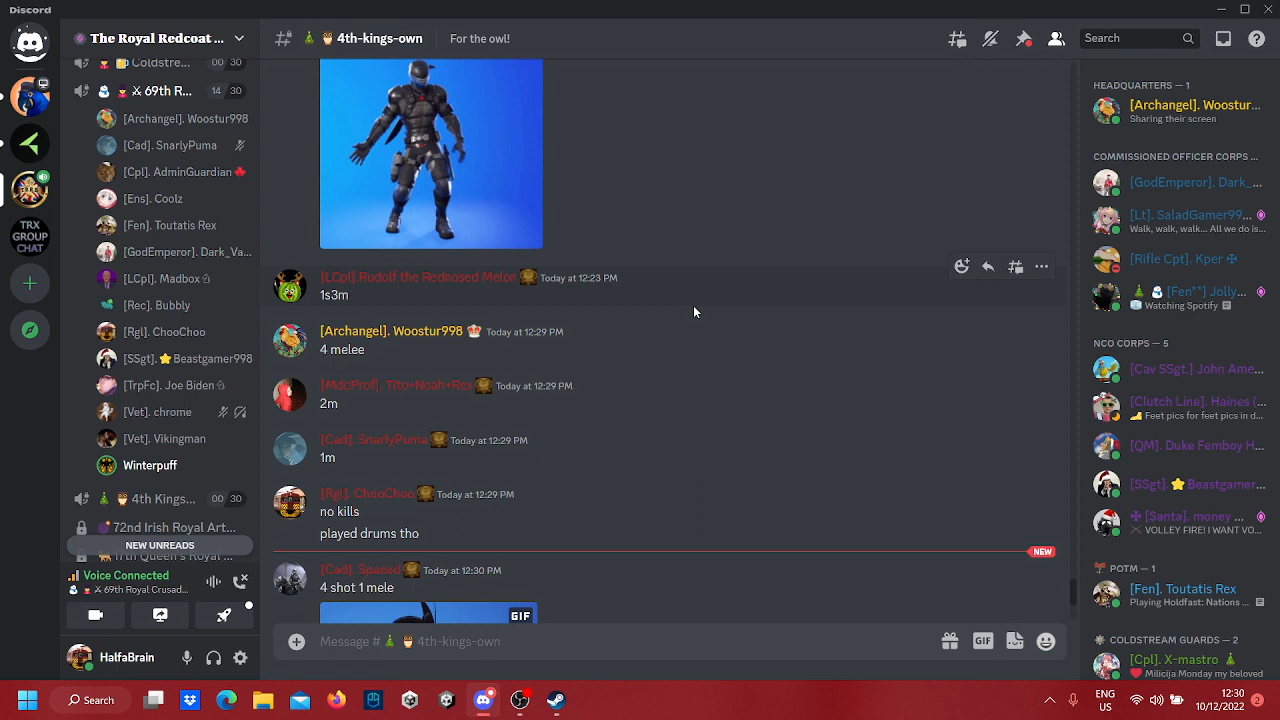 Discord
The Royal Redcoat ...
4th-kings-own
For the owl!
Search
Coldstre...
00 30
69th R...
14 30
[Archangel]. Woostur998
[Cad]. SnarlyPuma
[Cpl]. AdminGuardian
[Ens]. Coolz
[Fen]. Toutatis Rex
[GodEmperor]. Dark_Va...
[LCpl]. Madbox
[Rec]. Bubbly
[Rgl]. ChooChoo
[SSgt]. Beastgamer998
[TrpFc]. Joe Biden
[Vet]. chrome
[Vet]. Vikingman
Winterpuff
4th Kings...
00 30
72nd Irish Royal Art...
NEW UNREADS
17th Queen's Royal ...
Voice Connected
69th Royal Crusad...
HalfaBrain
TRX
GROUP
CHAT
[LCpl].Rudolf the Rednosed Melon Today at 12:23 PM
1s3m
[Archangel]. Woostur998 Today at 12:29 PM
4 melee
[MdcProf]. Tito+Noah+Rex Today at 12:29 PM
2m
[Cad]. SnarlyPuma Today at 12:29 PM
1m
[Rgl]. ChooChoo Today at 12:29 PM
no kills
played drums tho
NEW
[Cad]. Spaced Today at 12:30 PM
4 shot 1 mele
GIF
Message # 4th-kings-own
GIF
HEADQUARTERS — 1
[Archangel]. Woostur...
Sharing their screen
COMMISSIONED OFFICER CORPS ...
[GodEmperor]. Dark_...
[Lt]. SaladGamer99...
Walk, walk, walk... All we do is...
[Rifle Cpt]. Kper
[Fen**] Jolly...
Watching Spotify
NCO CORPS — 5
[Cav SSgt.] John Ame...
[Clutch Line]. Haines (...
Feet pics for feet pics in d...
[QM]. Duke Femboy H...
[SSgt]. Beastgamer...
[Santa]. money ...
VOLLEY FIRE! I WANT VO...
POTM — 1
[Fen]. Toutatis Rex
Playing Holdfast: Nations ...
COLDSTREAM GUARDS — 2
[Cpl]. X-mastro
Milicija Monday my beloved
Search
ENG
US
12:30
10/12/2022
2